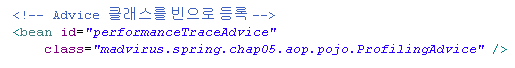 <!-- Advice 클래스를 빈으로 등록 -->
<bean id="performanceTraceAdvice"
class="madvirus.spring.chap05.aop.pojo.ProfilingAdvice" />